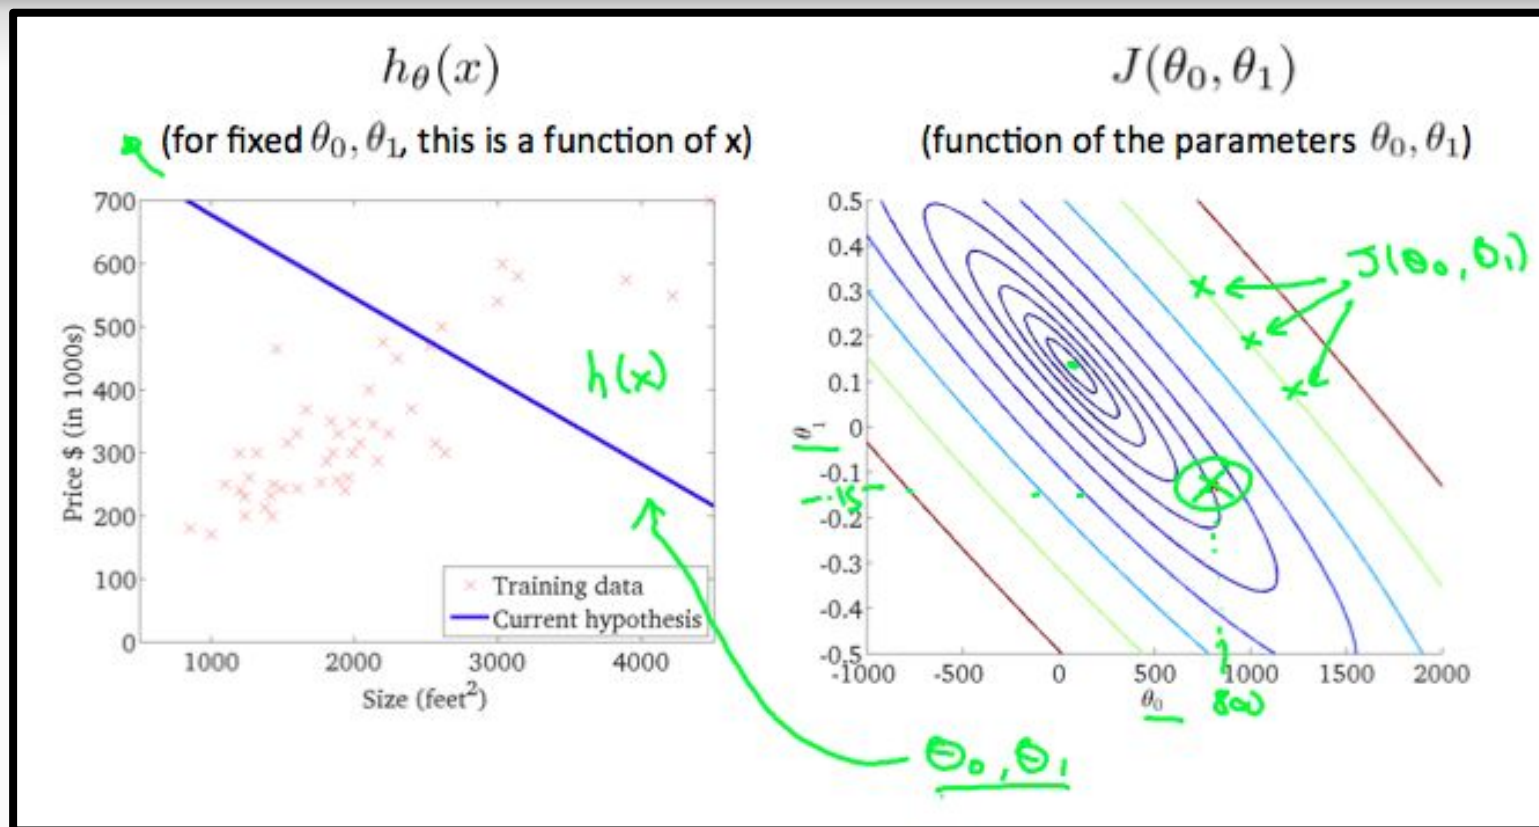 hθ(x)
(for fixed θ0, θ1, this is a function of x)
700
600
500
400
300
200
100
0
Price $ (in 1000s)
1000 2000 3000 4000
Size (feet²)
h(x)
Training data
Current hypothesis
θ0, θ1
J(θ0, θ1)
(function of the parameters θ0, θ1)
0.5
0.4
0.3
0.2
0.1
0
-0.1
-0.2
-0.3
-0.4
-0.5
θ1
-.15
-1000 -500 0 500 1000 1500 2000
θ0
800
J(θ0, θ1)